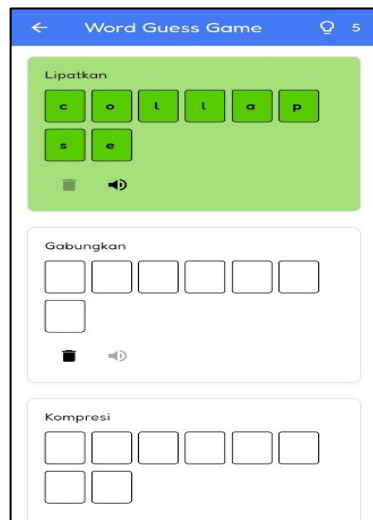 Word Guess Game 5
Lipatkan
c o l l a p
s e
Gabungkan
Kompresi